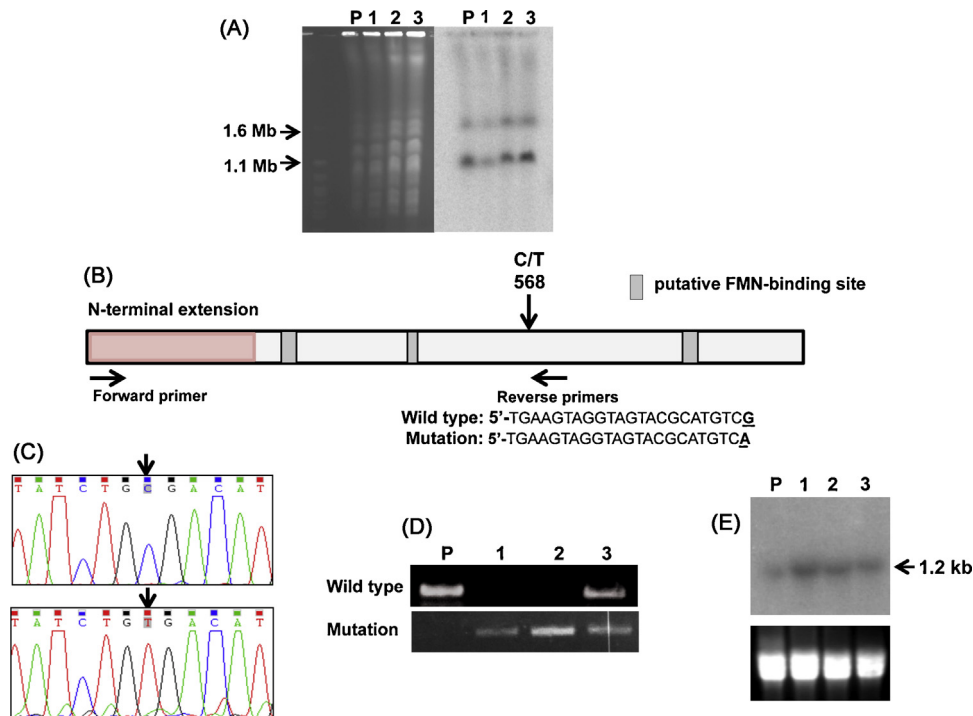 (A)
P 1 2 3
P 1 2 3
1.6 Mb
1.1 Mb
(B)
C/T
568
putative FMN-binding site
N-terminal extension
Forward primer
Reverse primers
Wild type: 5'-TGAAGTAGGTAGTACGCATGTCG
Mutation: 5'-TGAAGTAGGTAGTACGCATGTCA
(C)
T A T C T G C G A C A T
T A T C T G T G A C A T
(D)
P 1 2 3
Wild type
Mutation
(E)
P 1 2 3
1.2 kb